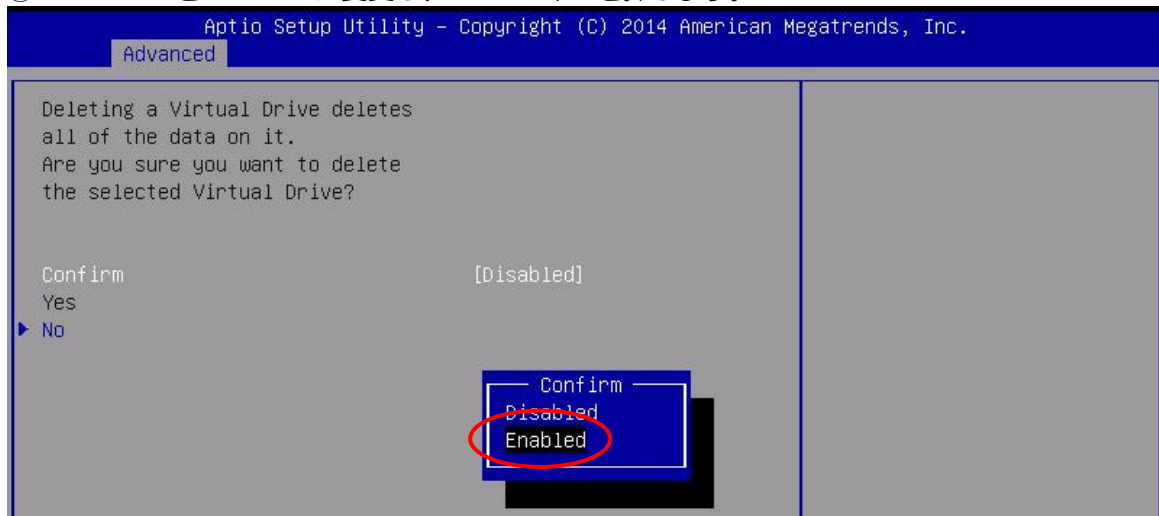 Aptio Setup Utility – Copyright (C) 2014 American Megatrends, Inc.
Advanced
Deleting a Virtual Drive deletes
all of the data on it.
Are you sure you want to delete
the selected Virtual Drive?
Confirm [Disabled]
Yes
No
Confirm
Disabled
Enabled